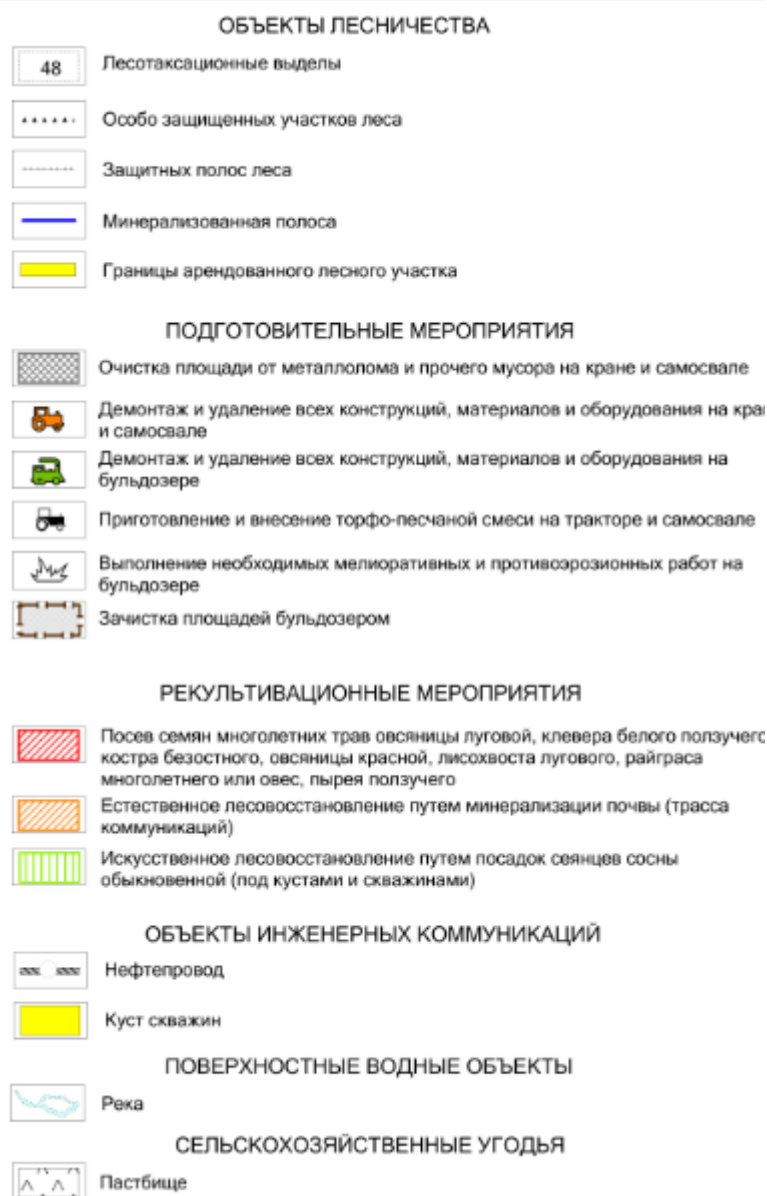 ОБЪЕКТЫ ЛЕСНИЧЕСТВА
48 Лесотаксационные выделы
Особо защищенных участков леса
Защитных полос леса
Минерализованная полоса
Границы арендованного лесного участка
ПОДГОТОВИТЕЛЬНЫЕ МЕРОПРИЯТИЯ
Очистка площади от металлолома и прочего мусора на кране и самосвале
Демонтаж и удаление всех конструкций, материалов и оборудования на кран
и самосвале
Демонтаж и удаление всех конструкций, материалов и оборудования на
бульдозере
Приготовление и внесение торфо-песчаной смеси на тракторе и самосвале
Выполнение необходимых мелиоративных и противоэрозионных работ на
бульдозере
Зачистка площадей бульдозером
РЕКУЛЬТИВАЦИОННЫЕ МЕРОПРИЯТИЯ
Посев семян многолетних трав овсяницы луговой, клевера белого ползучего
костра безостного, овсяницы красной, лисохвоста лугового, райграса
многолетнего или овес, пырея ползучего
Естественное лесовосстановление путем минерализации почвы (трасса
коммуникаций)
Искусственное лесовосстановление путем посадок сеянцев сосны
обыкновенной (под кустами и скважинами)
ОБЪЕКТЫ ИНЖЕНЕРНЫХ КОММУНИКАЦИЙ
Нефтепровод
Куст скважин
ПОВЕРХНОСТНЫЕ ВОДНЫЕ ОБЪЕКТЫ
Река
СЕЛЬСКОХОЗЯЙСТВЕННЫЕ УГОДЬЯ
Пастбище